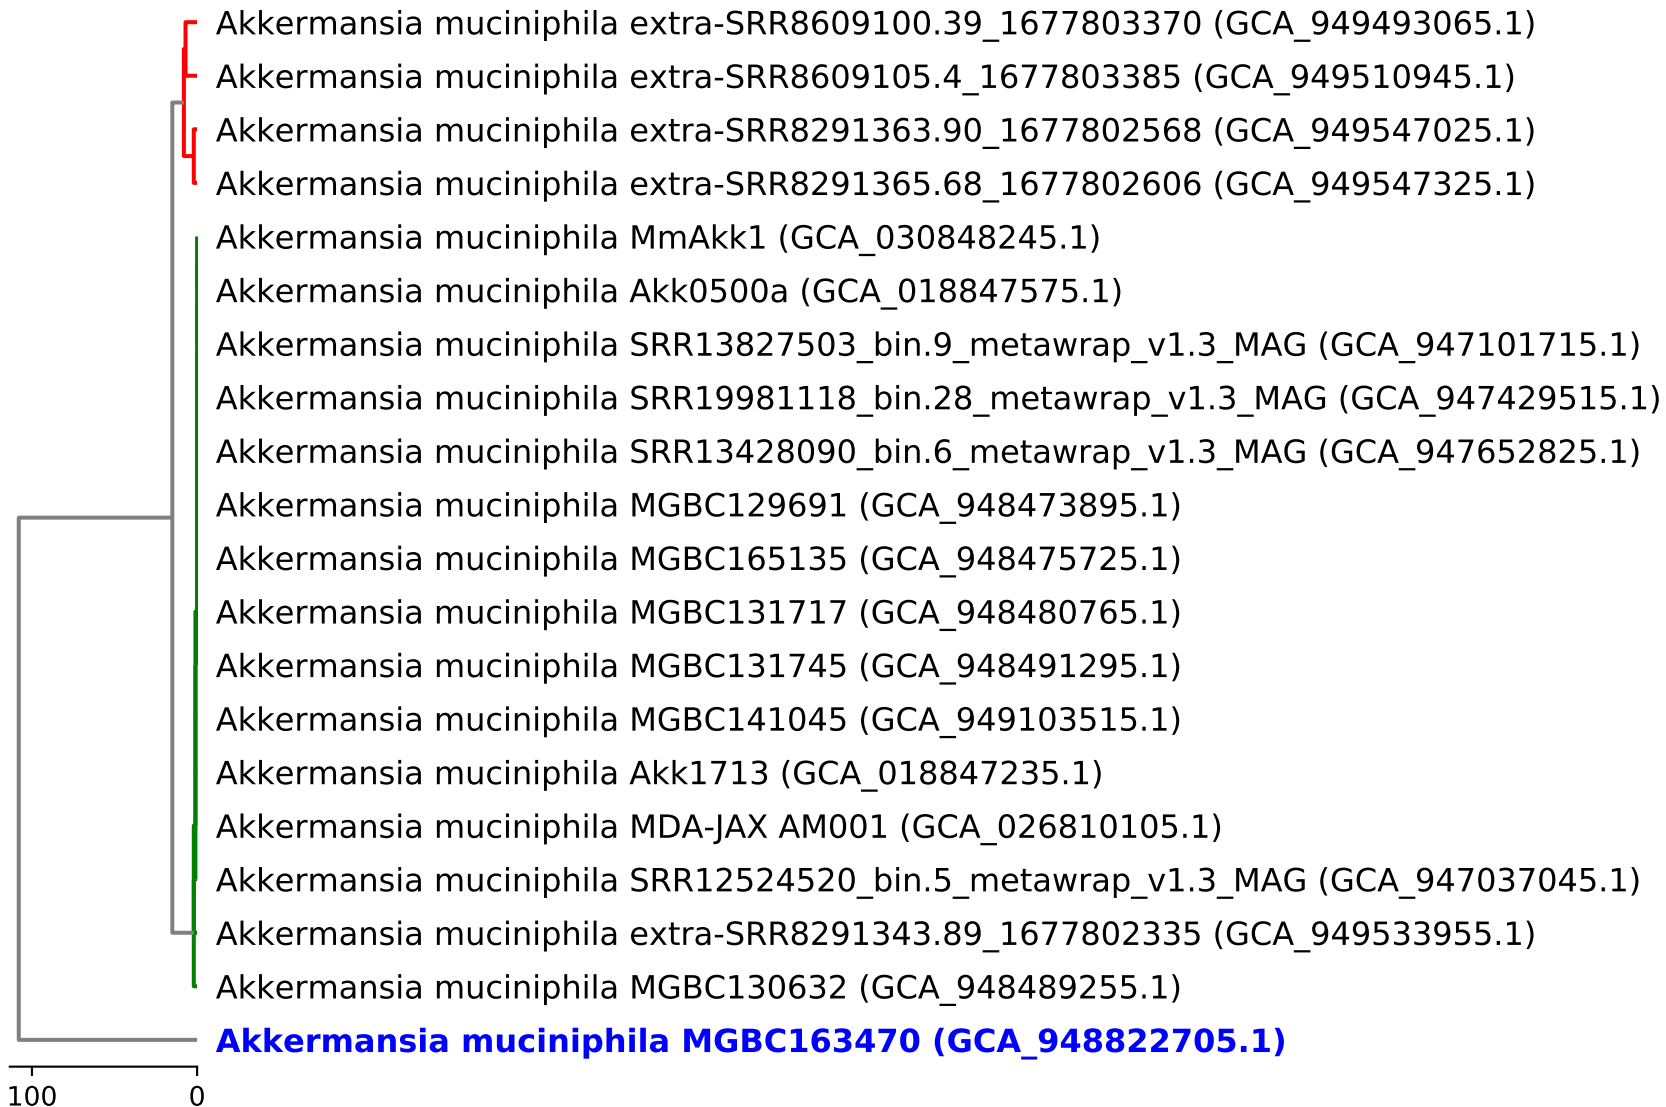 Akkermansia muciniphila extra-SRR8609100.39_1677803370 (GCA_949493065.1)
Akkermansia muciniphila extra-SRR8609105.4_1677803385 (GCA_949510945.1)
Akkermansia muciniphila extra-SRR8291363.90_1677802568 (GCA_949547025.1)
Akkermansia muciniphila extra-SRR8291365.68_1677802606 (GCA_949547325.1)
Akkermansia muciniphila MmAkk1 (GCA_030848245.1)
Akkermansia muciniphila Akk0500a (GCA_018847575.1)
Akkermansia muciniphila SRR13827503_bin.9_metawrap_v1.3_MAG (GCA_947101715.1)
Akkermansia muciniphila SRR19981118_bin.28_metawrap_v1.3_MAG (GCA_947429515.1)
Akkermansia muciniphila SRR13428090_bin.6_metawrap_v1.3_MAG (GCA_947652825.1)
Akkermansia muciniphila MGBC129691 (GCA_948473895.1)
Akkermansia muciniphila MGBC165135 (GCA_948475725.1)
Akkermansia muciniphila MGBC131717 (GCA_948480765.1)
Akkermansia muciniphila MGBC131745 (GCA_948491295.1)
Akkermansia muciniphila MGBC141045 (GCA_949103515.1)
Akkermansia muciniphila Akk1713 (GCA_018847235.1)
Akkermansia muciniphila MDA-JAX AM001 (GCA_026810105.1)
Akkermansia muciniphila SRR12524520_bin.5_metawrap_v1.3_MAG (GCA_947037045.1)
Akkermansia muciniphila extra-SRR8291343.89_1677802335 (GCA_949533955.1)
Akkermansia muciniphila MGBC130632 (GCA_948489255.1)
Akkermansia muciniphila MGBC163470 (GCA_948822705.1)
100 0